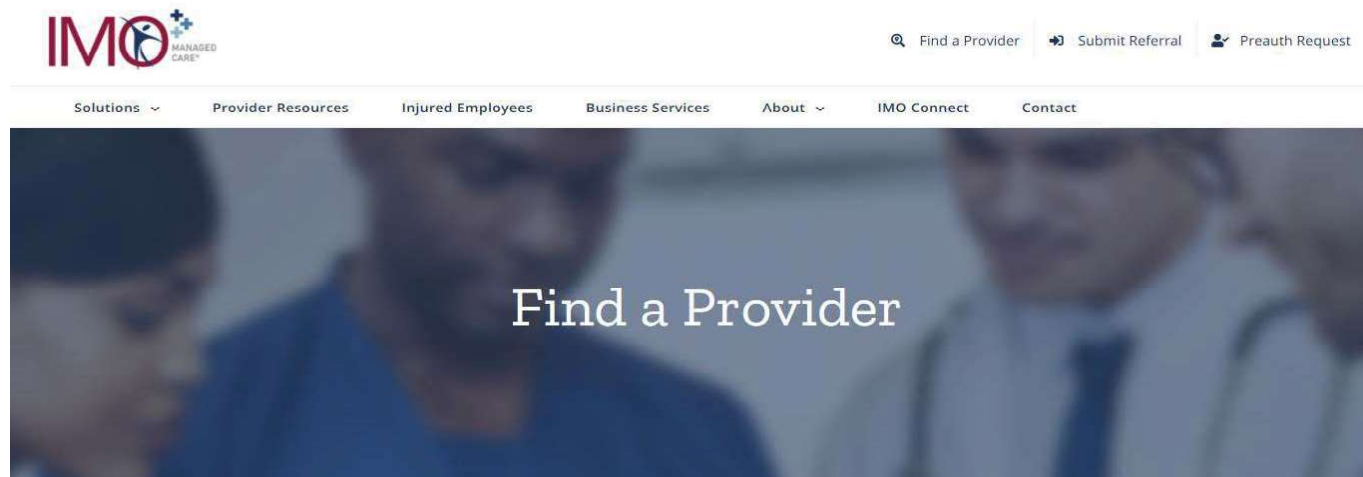 IMO
MANAGED
CARE
Find a Provider
Submit Referral
Preauth Request
Solutions
Provider Resources
Injured Employees
Business Services
About
IMO Connect
Contact
Find a Provider